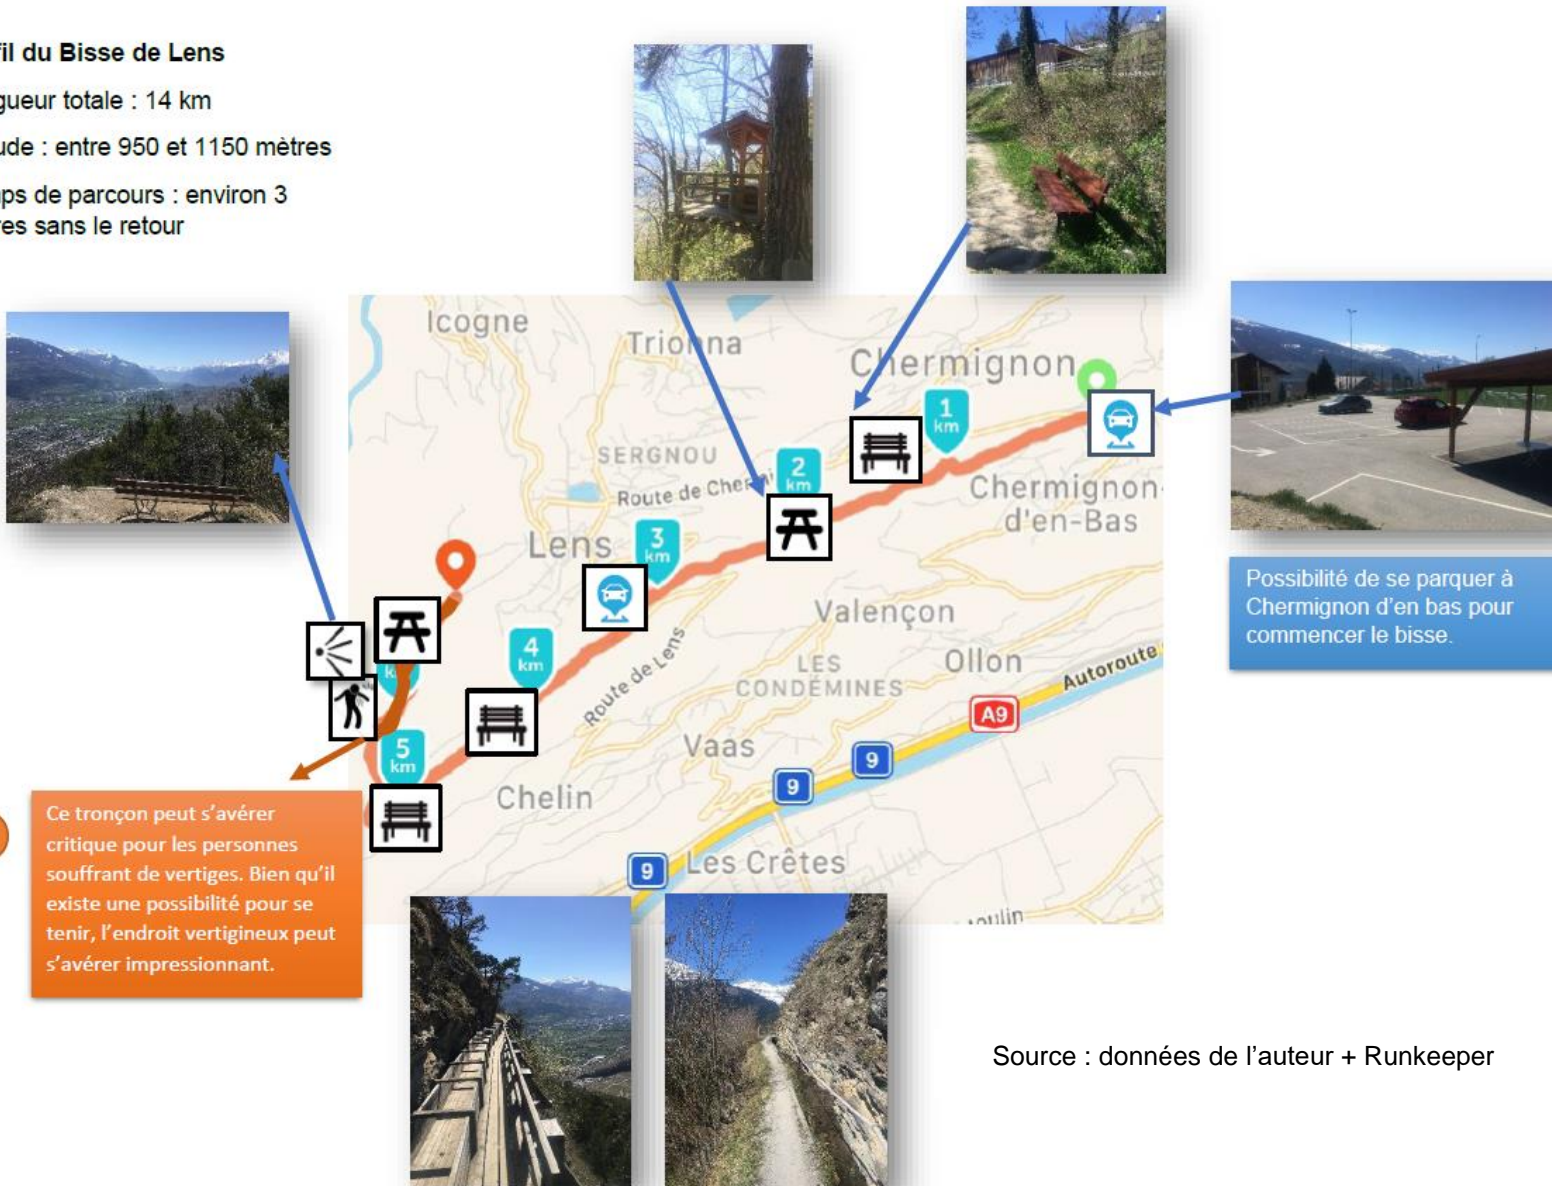 fil du Bisse de Lens
gueur totale : 14 km
ude : entre 950 et 1150 mètres
ps de parcours : environ 3
res sans le retour
Icogne
Trionna
Chermignon
1
km
SERGNOU
2
km
Route de Chermi
Chermignon-
d'en-Bas
Lens
3
km
Valençon
4
km
Route de Lens
LES
CONDÉMINES
Ollon
Autoroute
A9
Vaas
9
9
5
km
Chelin
9
Les Crêtes
oulin
Possibilité de se parquer à
Chermignon d'en bas pour
commencer le bisse.
Ce tronçon peut s'avérer
critique pour les personnes
souffrant de vertiges. Bien qu'il
existe une possibilité pour se
tenir, l'endroit vertigineux peut
s'avérer impressionnant.
Source : données de l'auteur + Runkeeper